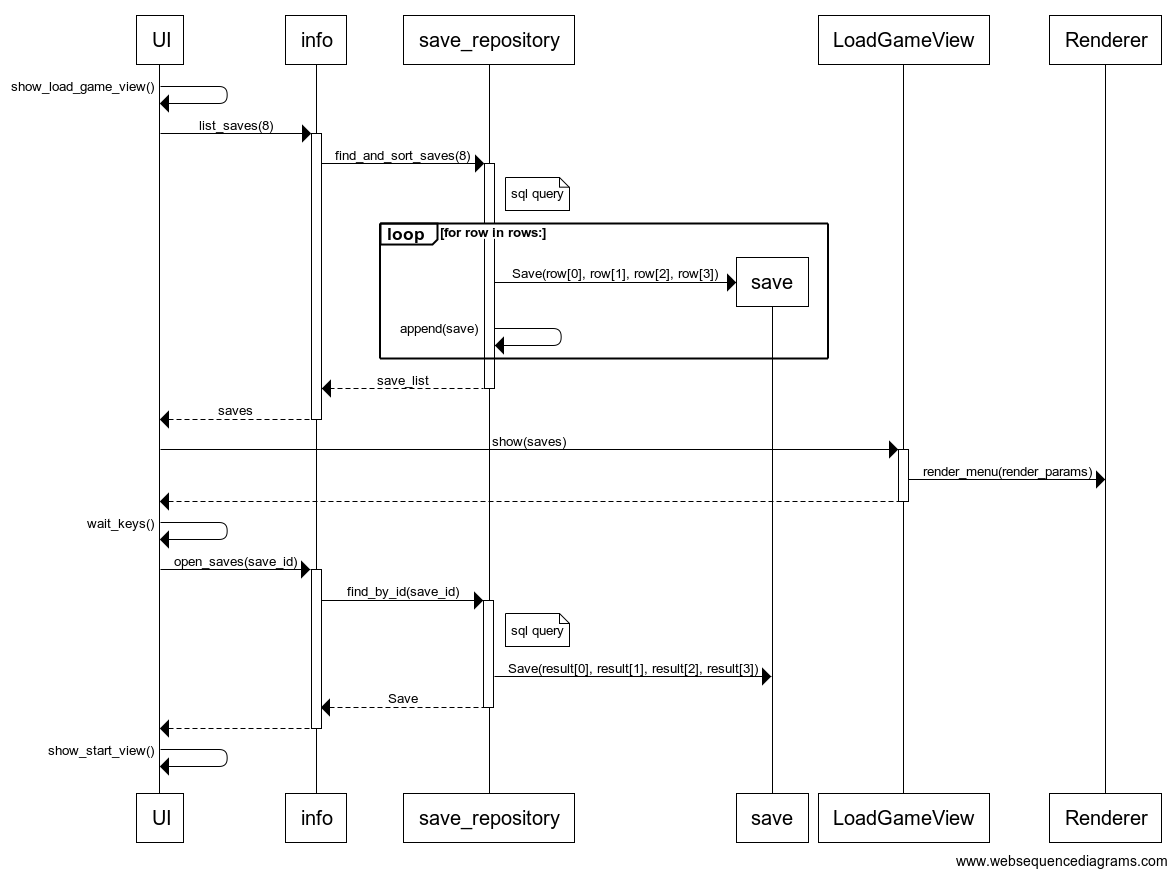 UI info save_repository LoadGameView Renderer
show_load_game_view()
list_saves(8)
find_and_sort_saves(8)
sql query
loop [for row in rows:]
Save(row[0], row[1], row[2], row[3])
save
append(save)
save_list
saves
show(saves)
render_menu(render_params)
wait_keys()
open_saves(save_id)
find_by_id(save_id)
sql query
Save(result[0], result[1], result[2], result[3])
Save
show_start_view()
UI info save_repository save LoadGameView Renderer
www.websequencediagrams.com